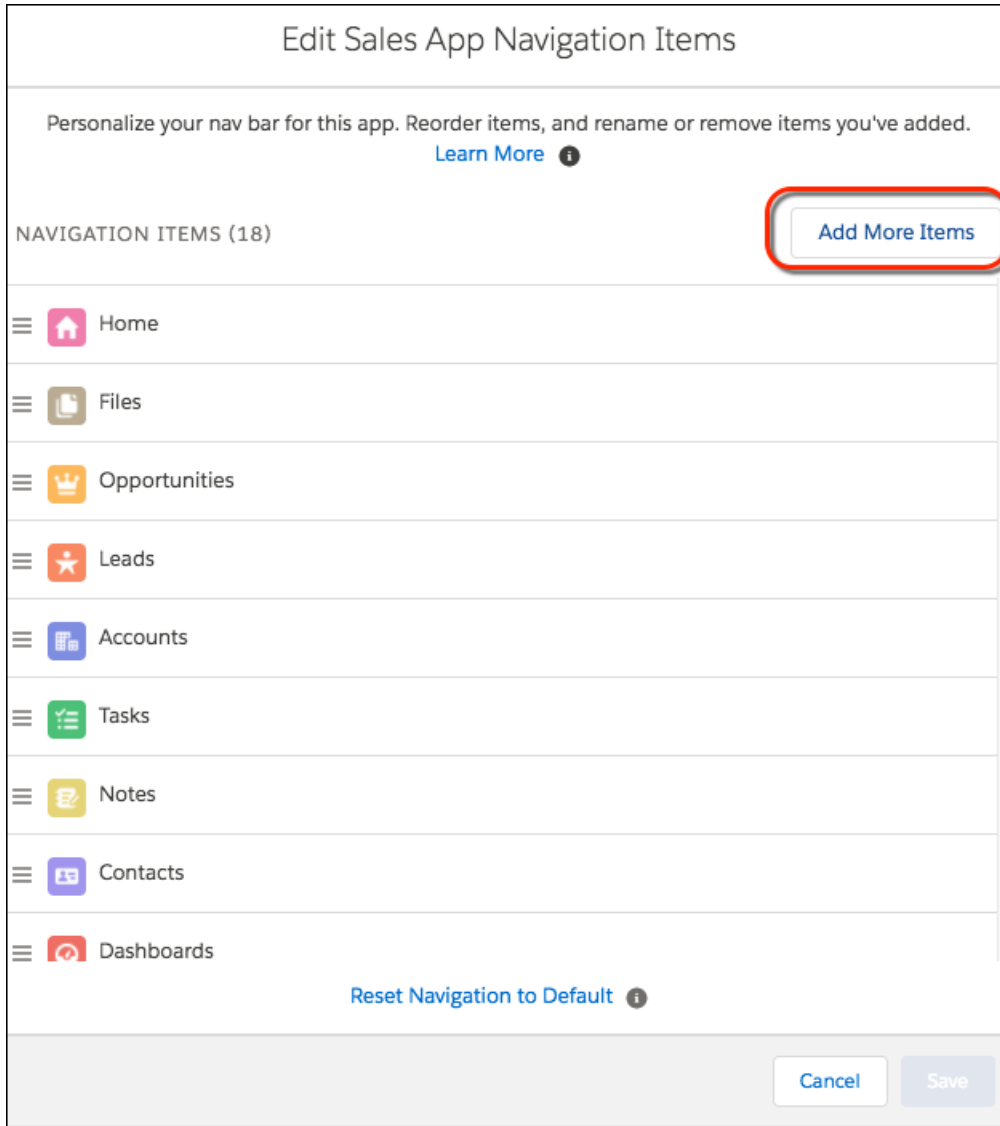 Edit Sales App Navigation Items
Personalize your nav bar for this app. Reorder items, and rename or remove items you've added.
Learn More
NAVIGATION ITEMS (18)
Add More Items
Home
Files
Opportunities
Leads
Accounts
Tasks
Notes
Contacts
Dashboards
Reset Navigation to Default
Cancel
Save